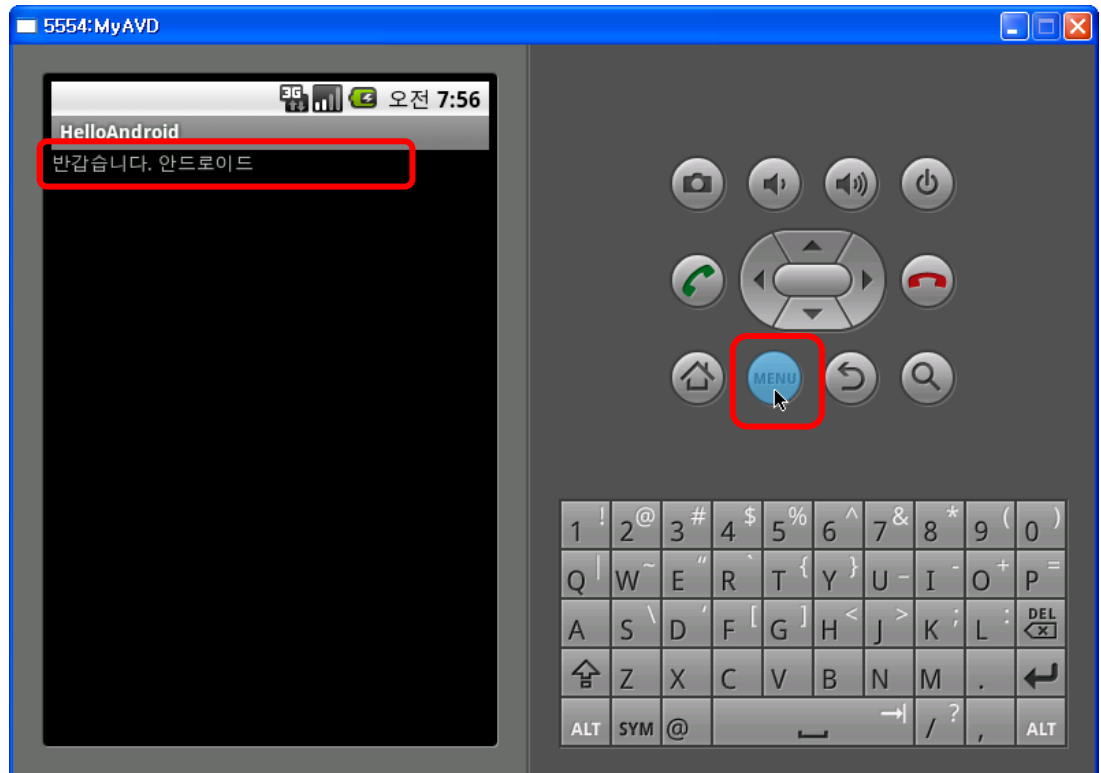 5554:MyAVD
3G 오전 7:56
HelloAndroid
반갑습니다. 안드로이드
MENU
1 ! 2 @ 3 # 4 $ 5 % 6 ^ 7 & 8 * 9 ( 0 )
Q | W ~ E " R ` T { Y } U _ I - O + P =
A S \ D ' F [ G ] H < J > K ; L : DEL
Z X C V B N M .
ALT SYM @ / ? , ALT